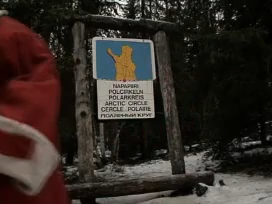 NAPAPIIRI
POLCIRKELN
POLARKREIS
ARCTIC CIRCLE
CERCLE POLAIRE
ПОЛЯРНЫЙ КРУГ